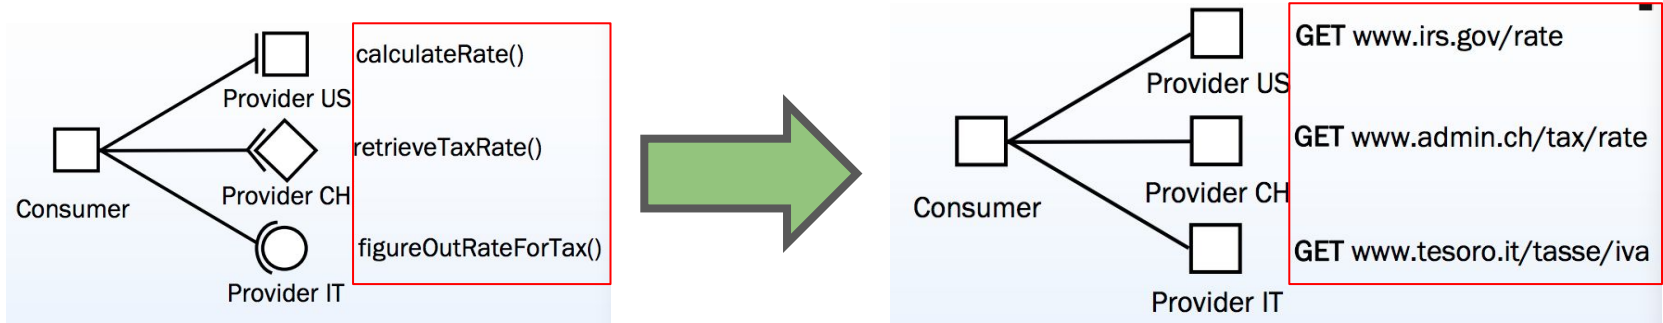 calculateRate()
Provider US
retrieveTaxRate()
Provider CH
Consumer
figureOutRateForTax()
Provider IT
GET www.irs.gov/rate
Provider US
GET www.admin.ch/tax/rate
Provider CH
Consumer
GET www.tesoro.it/tasse/iva
Provider IT